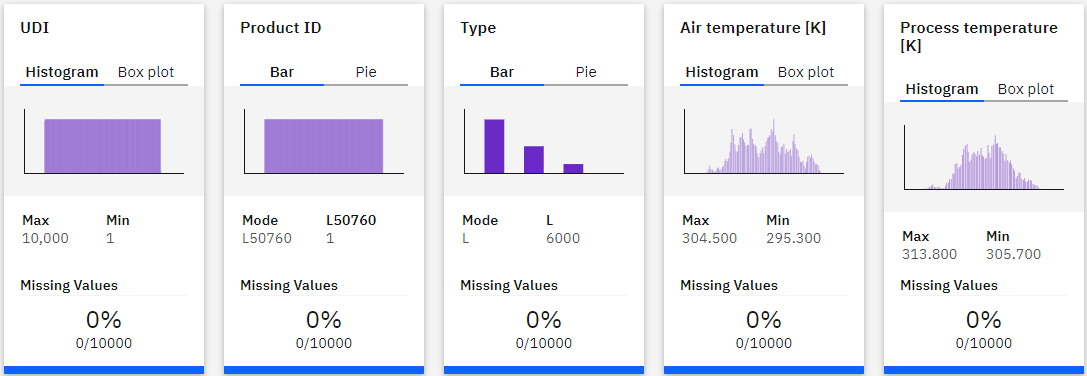 UDI
Histogram Box plot
Max Min
10,000 1
Missing Values
0%
0/10000
Product ID
Bar Pie
Mode L50760
L50760 1
Missing Values
0%
0/10000
Type
Bar Pie
Mode L
L 6000
Missing Values
0%
0/10000
Air temperature [K]
Histogram Box plot
Max Min
304.500 295.300
Missing Values
0%
0/10000
Process temperature
[K]
Histogram Box plot
Max Min
313.800 305.700
Missing Values
0%
0/10000